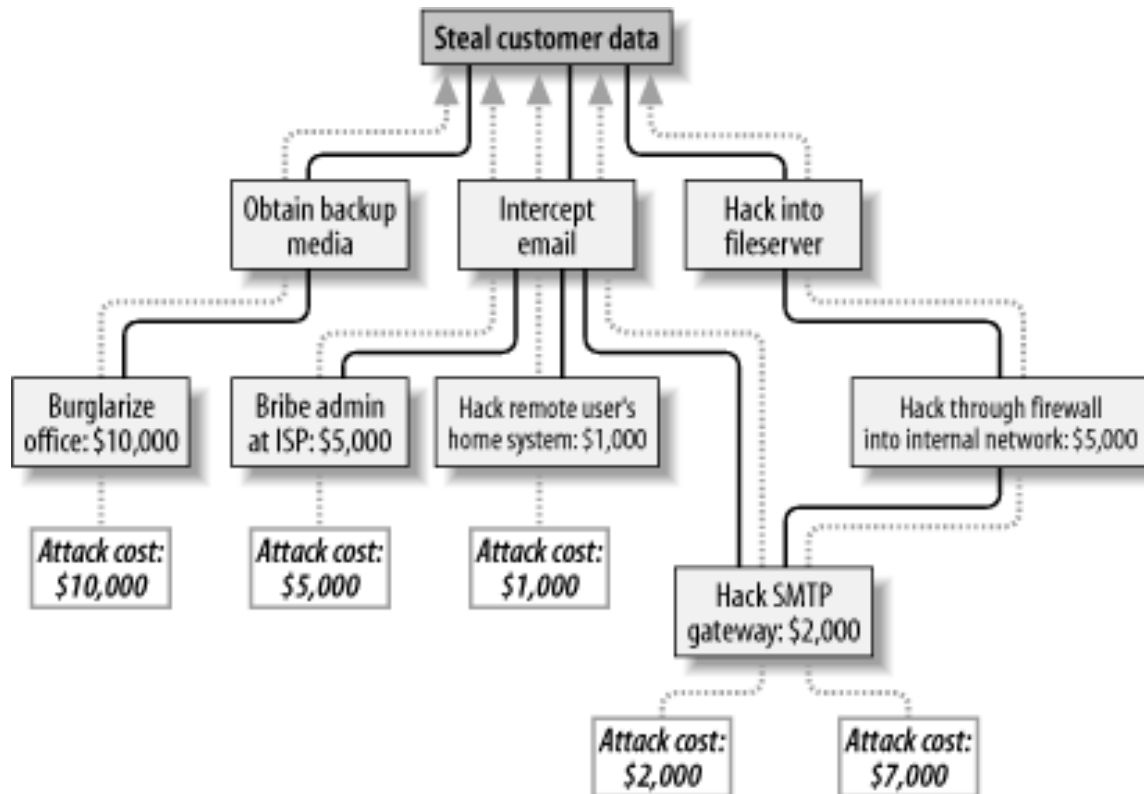 Steal customer data
Obtain backup
media
Intercept
email
Hack into
fileserver
Burglarize
office: $10,000
Bribe admin
at ISP: $5,000
Hack remote user's
home system: $1,000
Hack through firewall
into internal network: $5,000
Attack cost:
$10,000
Attack cost:
$5,000
Attack cost:
$1,000
Hack SMTP
gateway: $2,000
Attack cost:
$2,000
Attack cost:
$7,000